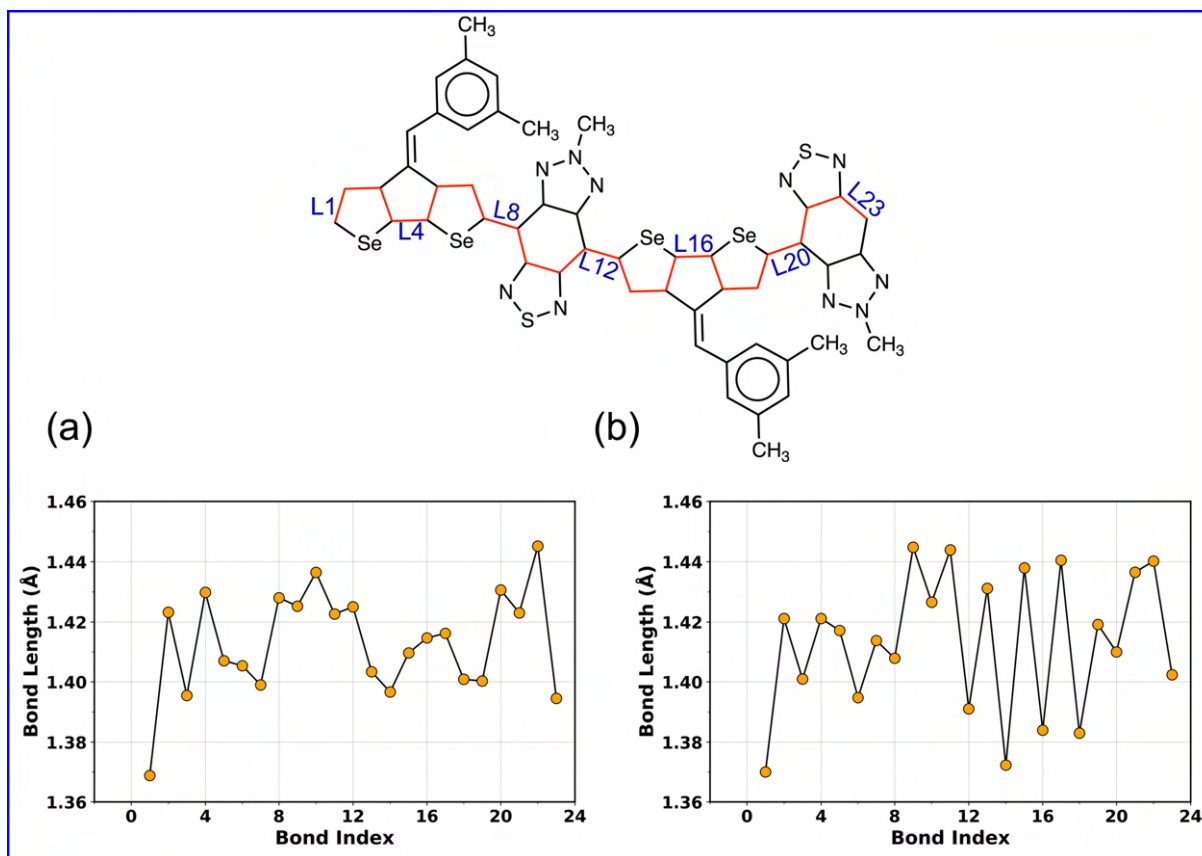 CH₃
CH₃
CH₃
N
N
N
L1
L4
Se
Se
L8
N
S
N
L12
Se
L16
Se
L20
S
N
N
L23
N
N
N
CH₃
CH₃
CH₃
(a)
(b)
1.46
1.44
1.42
1.40
1.38
1.36
Bond Length (Å)
0 4 8 12 16 20 24
Bond Index
1.46
1.44
1.42
1.40
1.38
1.36
Bond Length (Å)
0 4 8 12 16 20 24
Bond Index